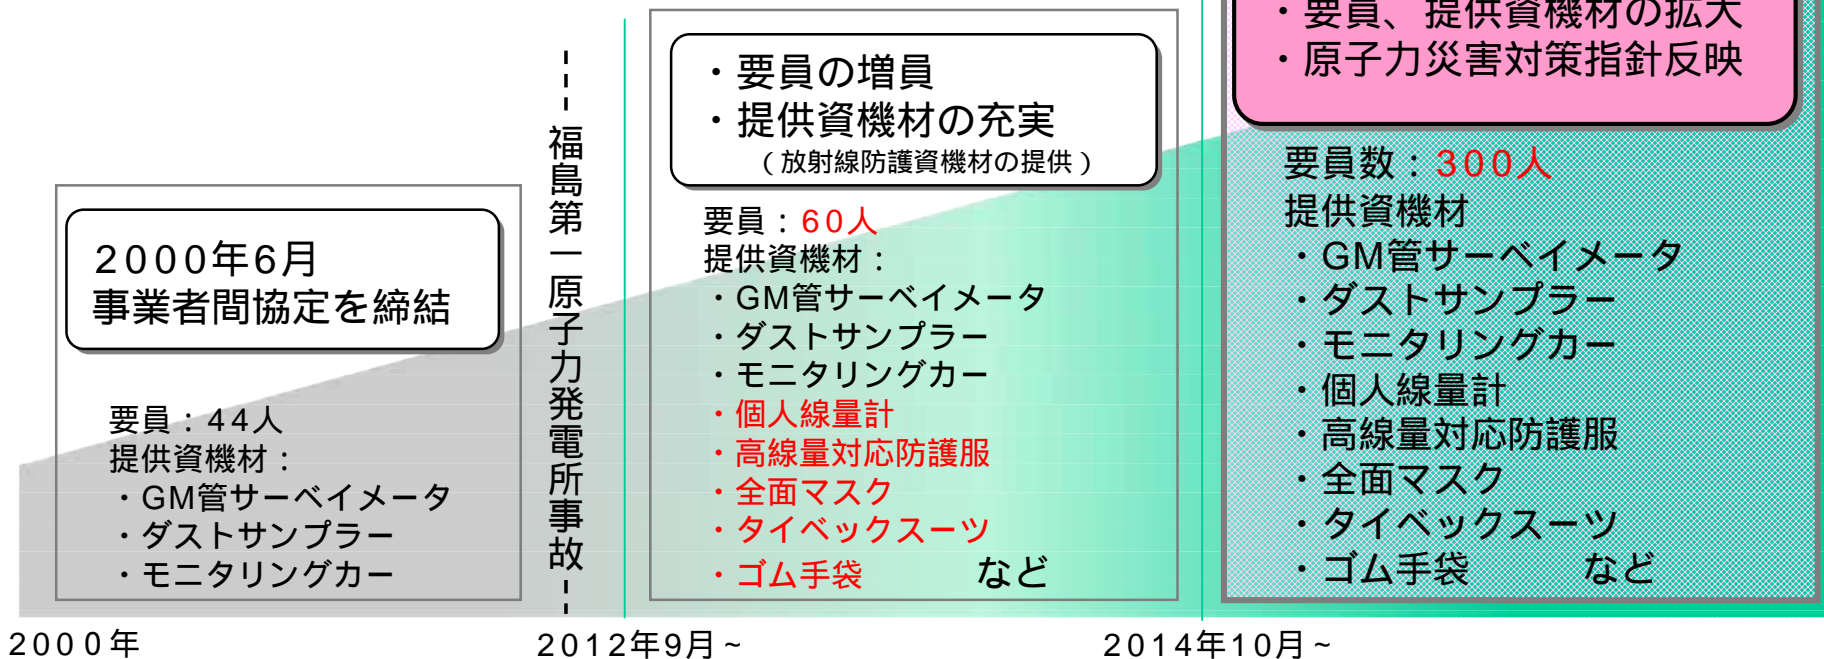 2000年6月
事業者間協定を締結
要員：44人
提供資機材：
・GM管サーベイメータ
・ダストサンプラー
・モニタリングカー
福島第一原子力発電所事故
・要員の増員
・提供資機材の充実
（放射線防護資機材の提供）
要員：60人
提供資機材：
・GM管サーベイメータ
・ダストサンプラー
・モニタリングカー
・個人線量計
・高線量対応防護服
・全面マスク
・タイベックスーツ
・ゴム手袋　など
・要員、提供資機材の拡大
・原子力災害対策指針反映
要員数：300人
提供資機材
・GM管サーベイメータ
・ダストサンプラー
・モニタリングカー
・個人線量計
・高線量対応防護服
・全面マスク
・タイベックスーツ
・ゴム手袋　など
2000年
2012年9月~
2014年10月~